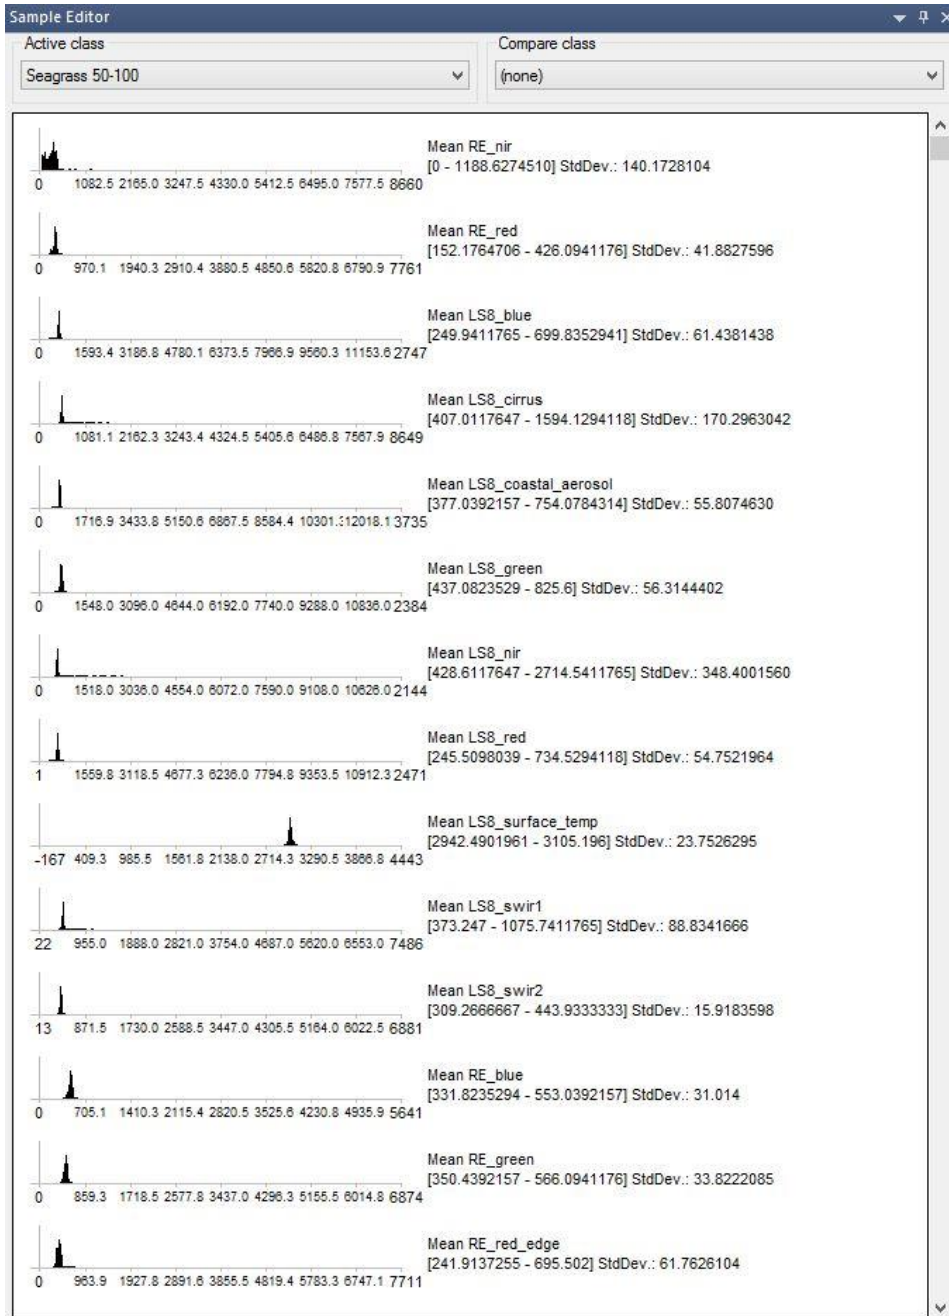 Sample Editor
Active class
Compare class
Seagrass 50-100
(none)
Mean RE_nir
[0 - 1188.6274510] StdDev.: 140.1728104
0 1082.5 2165.0 3247.5 4330.0 5412.5 6495.0 7577.5 8660
Mean RE_red
[152.1764706 - 426.0941176] StdDev.: 41.8827596
0 970.1 1940.3 2910.4 3880.5 4850.6 5820.8 6790.9 7761
Mean LS8_blue
[249.9411765 - 699.8352941] StdDev.: 61.4381438
0 1593.4 3186.8 4780.1 6373.5 7966.9 9560.3 11153.6 2747
Mean LS8_cirrus
[407.0117647 - 1594.1294118] StdDev.: 170.2963042
0 1081.1 2162.3 3243.4 4324.5 5405.6 6486.8 7567.9 8649
Mean LS8_coastal_aerosol
[377.0392157 - 754.0784314] StdDev.: 55.8074630
0 1716.9 3433.8 5150.6 6867.5 8584.4 10301.:12018.1 3735
Mean LS8_green
[437.0823529 - 825.6] StdDev.: 56.3144402
0 1548.0 3096.0 4644.0 6192.0 7740.0 9288.0 10836.0 2384
Mean LS8_nir
[428.6117647 - 2714.5411765] StdDev.: 348.4001560
0 1518.0 3036.0 4554.0 6072.0 7590.0 9108.0 10626.0 2144
Mean LS8_red
[245.5098039 - 734.5294118] StdDev.: 54.7521964
1 1559.8 3118.5 4677.3 6236.0 7794.8 9353.5 10912.3 2471
Mean LS8_surface_temp
[2942.4901961 - 3105.196] StdDev.: 23.7526295
-167 409.3 985.5 1561.8 2138.0 2714.3 3290.5 3866.8 4443
Mean LS8_swir1
[373.247 - 1075.7411765] StdDev.: 88.8341666
22 955.0 1888.0 2821.0 3754.0 4687.0 5620.0 6553.0 7486
Mean LS8_swir2
[309.2666667 - 443.9333333] StdDev.: 15.9183598
13 871.5 1730.0 2588.5 3447.0 4305.5 5164.0 6022.5 6881
Mean RE_blue
[331.8235294 - 553.0392157] StdDev.: 31.014
0 705.1 1410.3 2115.4 2820.5 3525.6 4230.8 4935.9 5641
Mean RE_green
[350.4392157 - 566.0941176] StdDev.: 33.8222085
0 859.3 1718.5 2577.8 3437.0 4296.3 5155.5 6014.8 6874
Mean RE_red_edge
[241.9137255 - 695.502] StdDev.: 61.7626104
0 963.9 1927.8 2891.6 3855.5 4819.4 5783.3 6747.1 7711